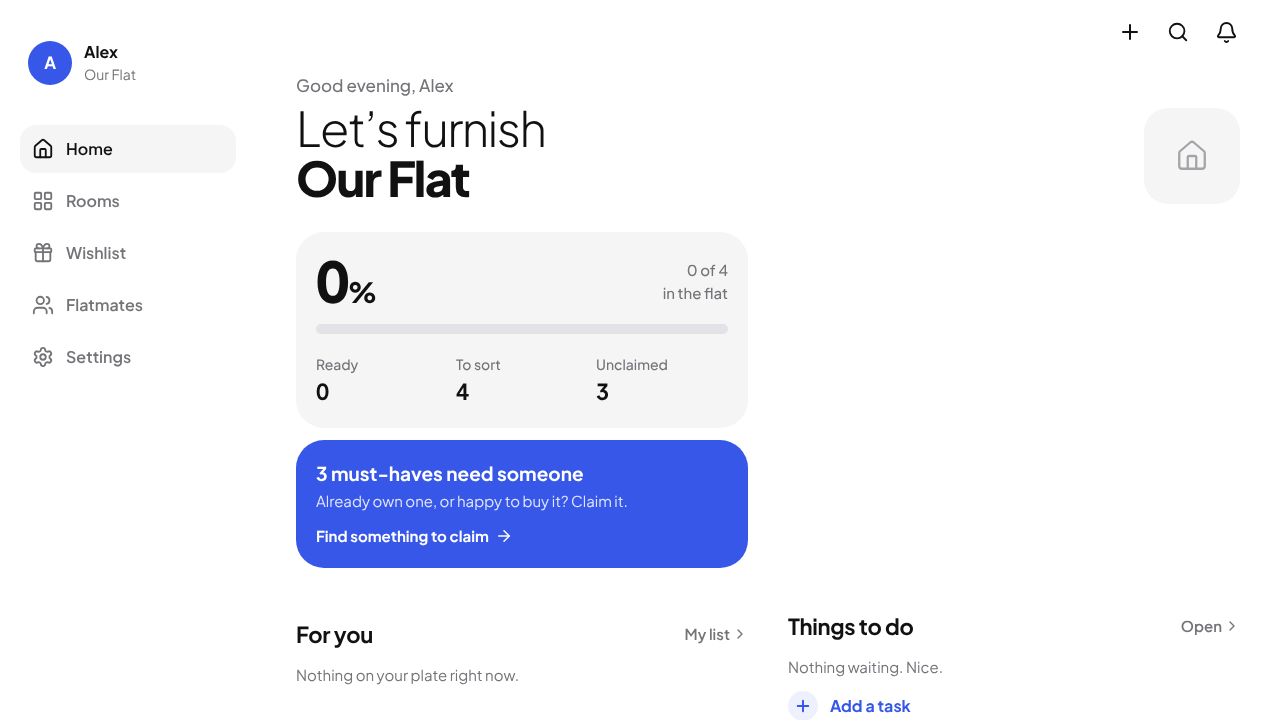 A
Alex
Our Flat
Home
Rooms
Wishlist
Flatmates
Settings
Good evening, Alex
Let’s furnish
Our Flat
0%
0 of 4
in the flat
Ready
0
To sort
4
Unclaimed
3
3 must-haves need someone
Already own one, or happy to buy it? Claim it.
Find something to claim
For you
My list
Nothing on your plate right now.
Things to do
Open
Nothing waiting. Nice.
Add a task